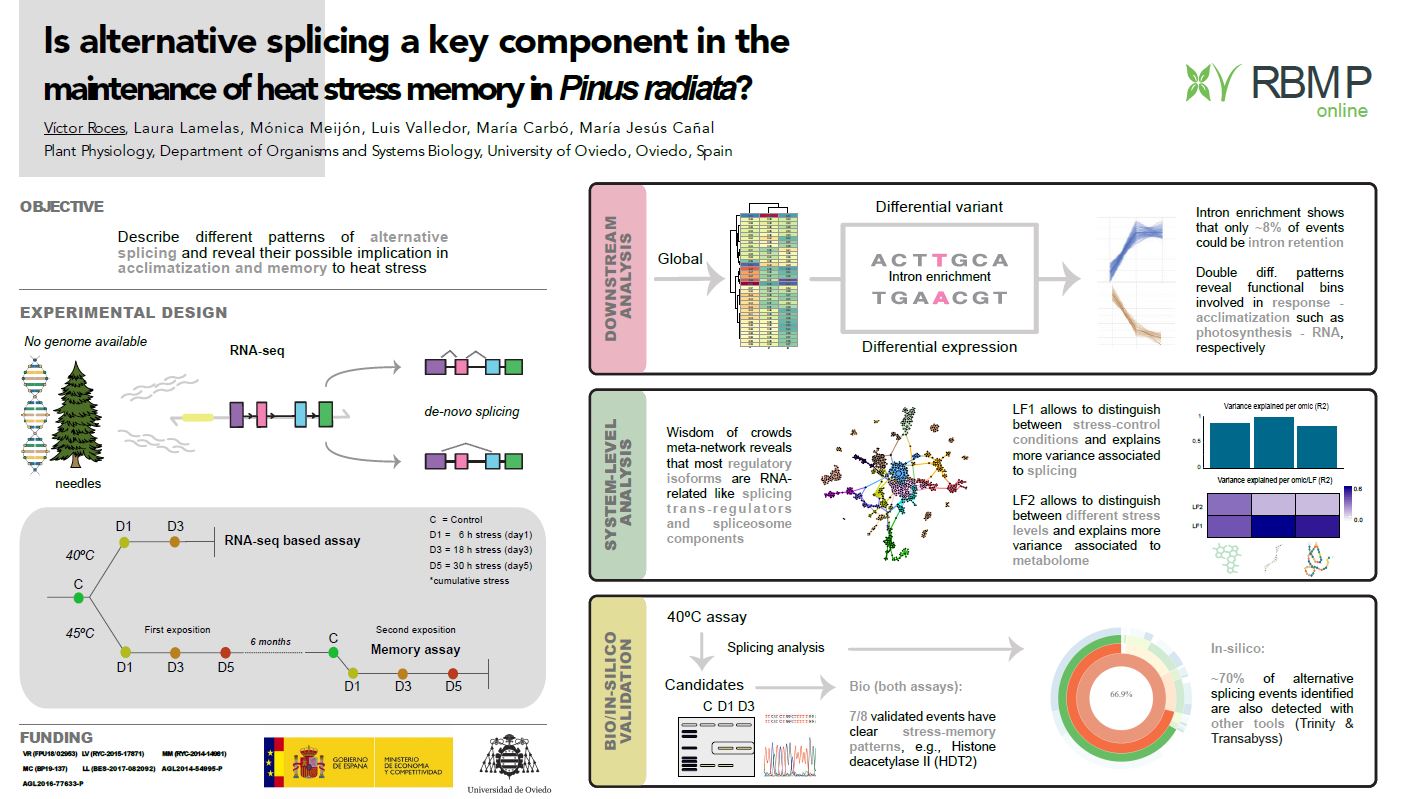 Is alternative splicing a key component in the
maintenance of heat stress memory in Pinus radiata?
Víctor Roces, Laura Lamelas, Mónica Meijón, Luis Valledor, María Carbó, María Jesús Cañal
Plant Physiology, Department of Organisms and Systems Biology, University of Oviedo, Oviedo, Spain
RBMP
online
OBJECTIVE
Describe different patterns of alternative
splicing and reveal their possible implication in
acclimatization and memory to heat stress
EXPERIMENTAL DESIGN
No genome available
RNA-seq
de-novo splicing
needles
D1
D3
40ºC
RNA-seq based assay
C = Control
D1 = 6 h stress (day1)
D3 = 18 h stress (day3)
D5 = 30 h stress (day5)
*cumulative stress
C
45ºC
First exposition
6 months
C
Second exposition
Memory assay
D1
D3
D5
D1
D3
D5
FUNDING
VR (FPU18/02953) LV (RYC-2015-17871) MM (RYC-2014-14981)
MC (BP19-137) LL (BES-2017-082092) AGL2014-54995-P
AGL2016-77633-P
GOBIERNO
DE ESPAÑA
MINISTERIO
DE ECONOMÍA
Y COMPETITIVIDAD
Universidad de Oviedo
DOWNSTREAM
ANALYSIS
Global
Differential variant
ACTTGCA
Intron enrichment
TGAACGT
Differential expression
Intron enrichment shows
that only ~8% of events
could be intron retention
Double diff. patterns
reveal functional bins
involved in response -
acclimatization such as
photosynthesis - RNA,
respectively
SYSTEM-LEVEL
ANALYSIS
Wisdom of crowds
meta-network reveals
that most regulatory
isoforms are RNA-
related like splicing
trans-regulators
and spliceosome
components
LF1 allows to distinguish
between stress-control
conditions and explains
more variance associated
to splicing
LF2 allows to distinguish
between different stress
levels and explains more
variance associated to
metabolome
Variance explained per omic (R2)
1
0.5
0
Variance explained per omic/LF (R2)
LF2
LF1
0.6
0.0
BIO/IN-SILICO
VALIDATION
40ºC assay
Splicing analysis
Candidates
C D1 D3
Bio (both assays):
7/8 validated events have
clear stress-memory
patterns, e.g., Histone
deacetylase II (HDT2)
66.9%
In-silico:
~70% of alternative
splicing events identified
are also detected with
other tools (Trinity &
Transabyss)